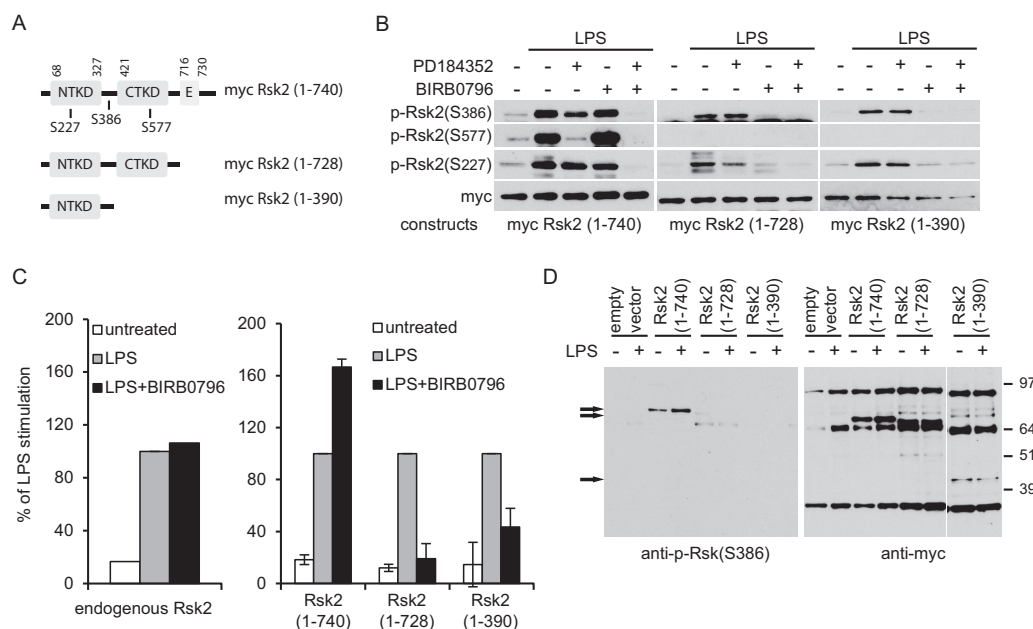 A
68
327
421
716
730
NTKD
CTKD
E
myc Rsk2 (1-740)
S227
S386
S577
NTKD
CTKD
myc Rsk2 (1-728)
NTKD
myc Rsk2 (1-390)
B
LPS
LPS
LPS
PD184352
- - + - +
- - + - +
- - + - +
BIRB0796
- - - + +
- - - + +
- - - + +
p-Rsk2(S386)
p-Rsk2(S577)
p-Rsk2(S227)
myc
constructs
myc Rsk2 (1-740)
myc Rsk2 (1-728)
myc Rsk2 (1-390)
C
% of LPS stimulation
200
160
120
80
40
0
untreated
LPS
LPS+BIRB0796
endogenous Rsk2
200
160
120
80
40
0
untreated
LPS
LPS+BIRB0796
Rsk2
(1-740)
Rsk2
(1-728)
Rsk2
(1-390)
D
empty
vector
Rsk2
(1-740)
Rsk2
(1-728)
Rsk2
(1-390)
empty
vector
Rsk2
(1-740)
Rsk2
(1-728)
Rsk2
(1-390)
LPS
- + - + - + - +
- + - + - + - +
97
64
51
39
anti-p-Rsk(S386)
anti-myc